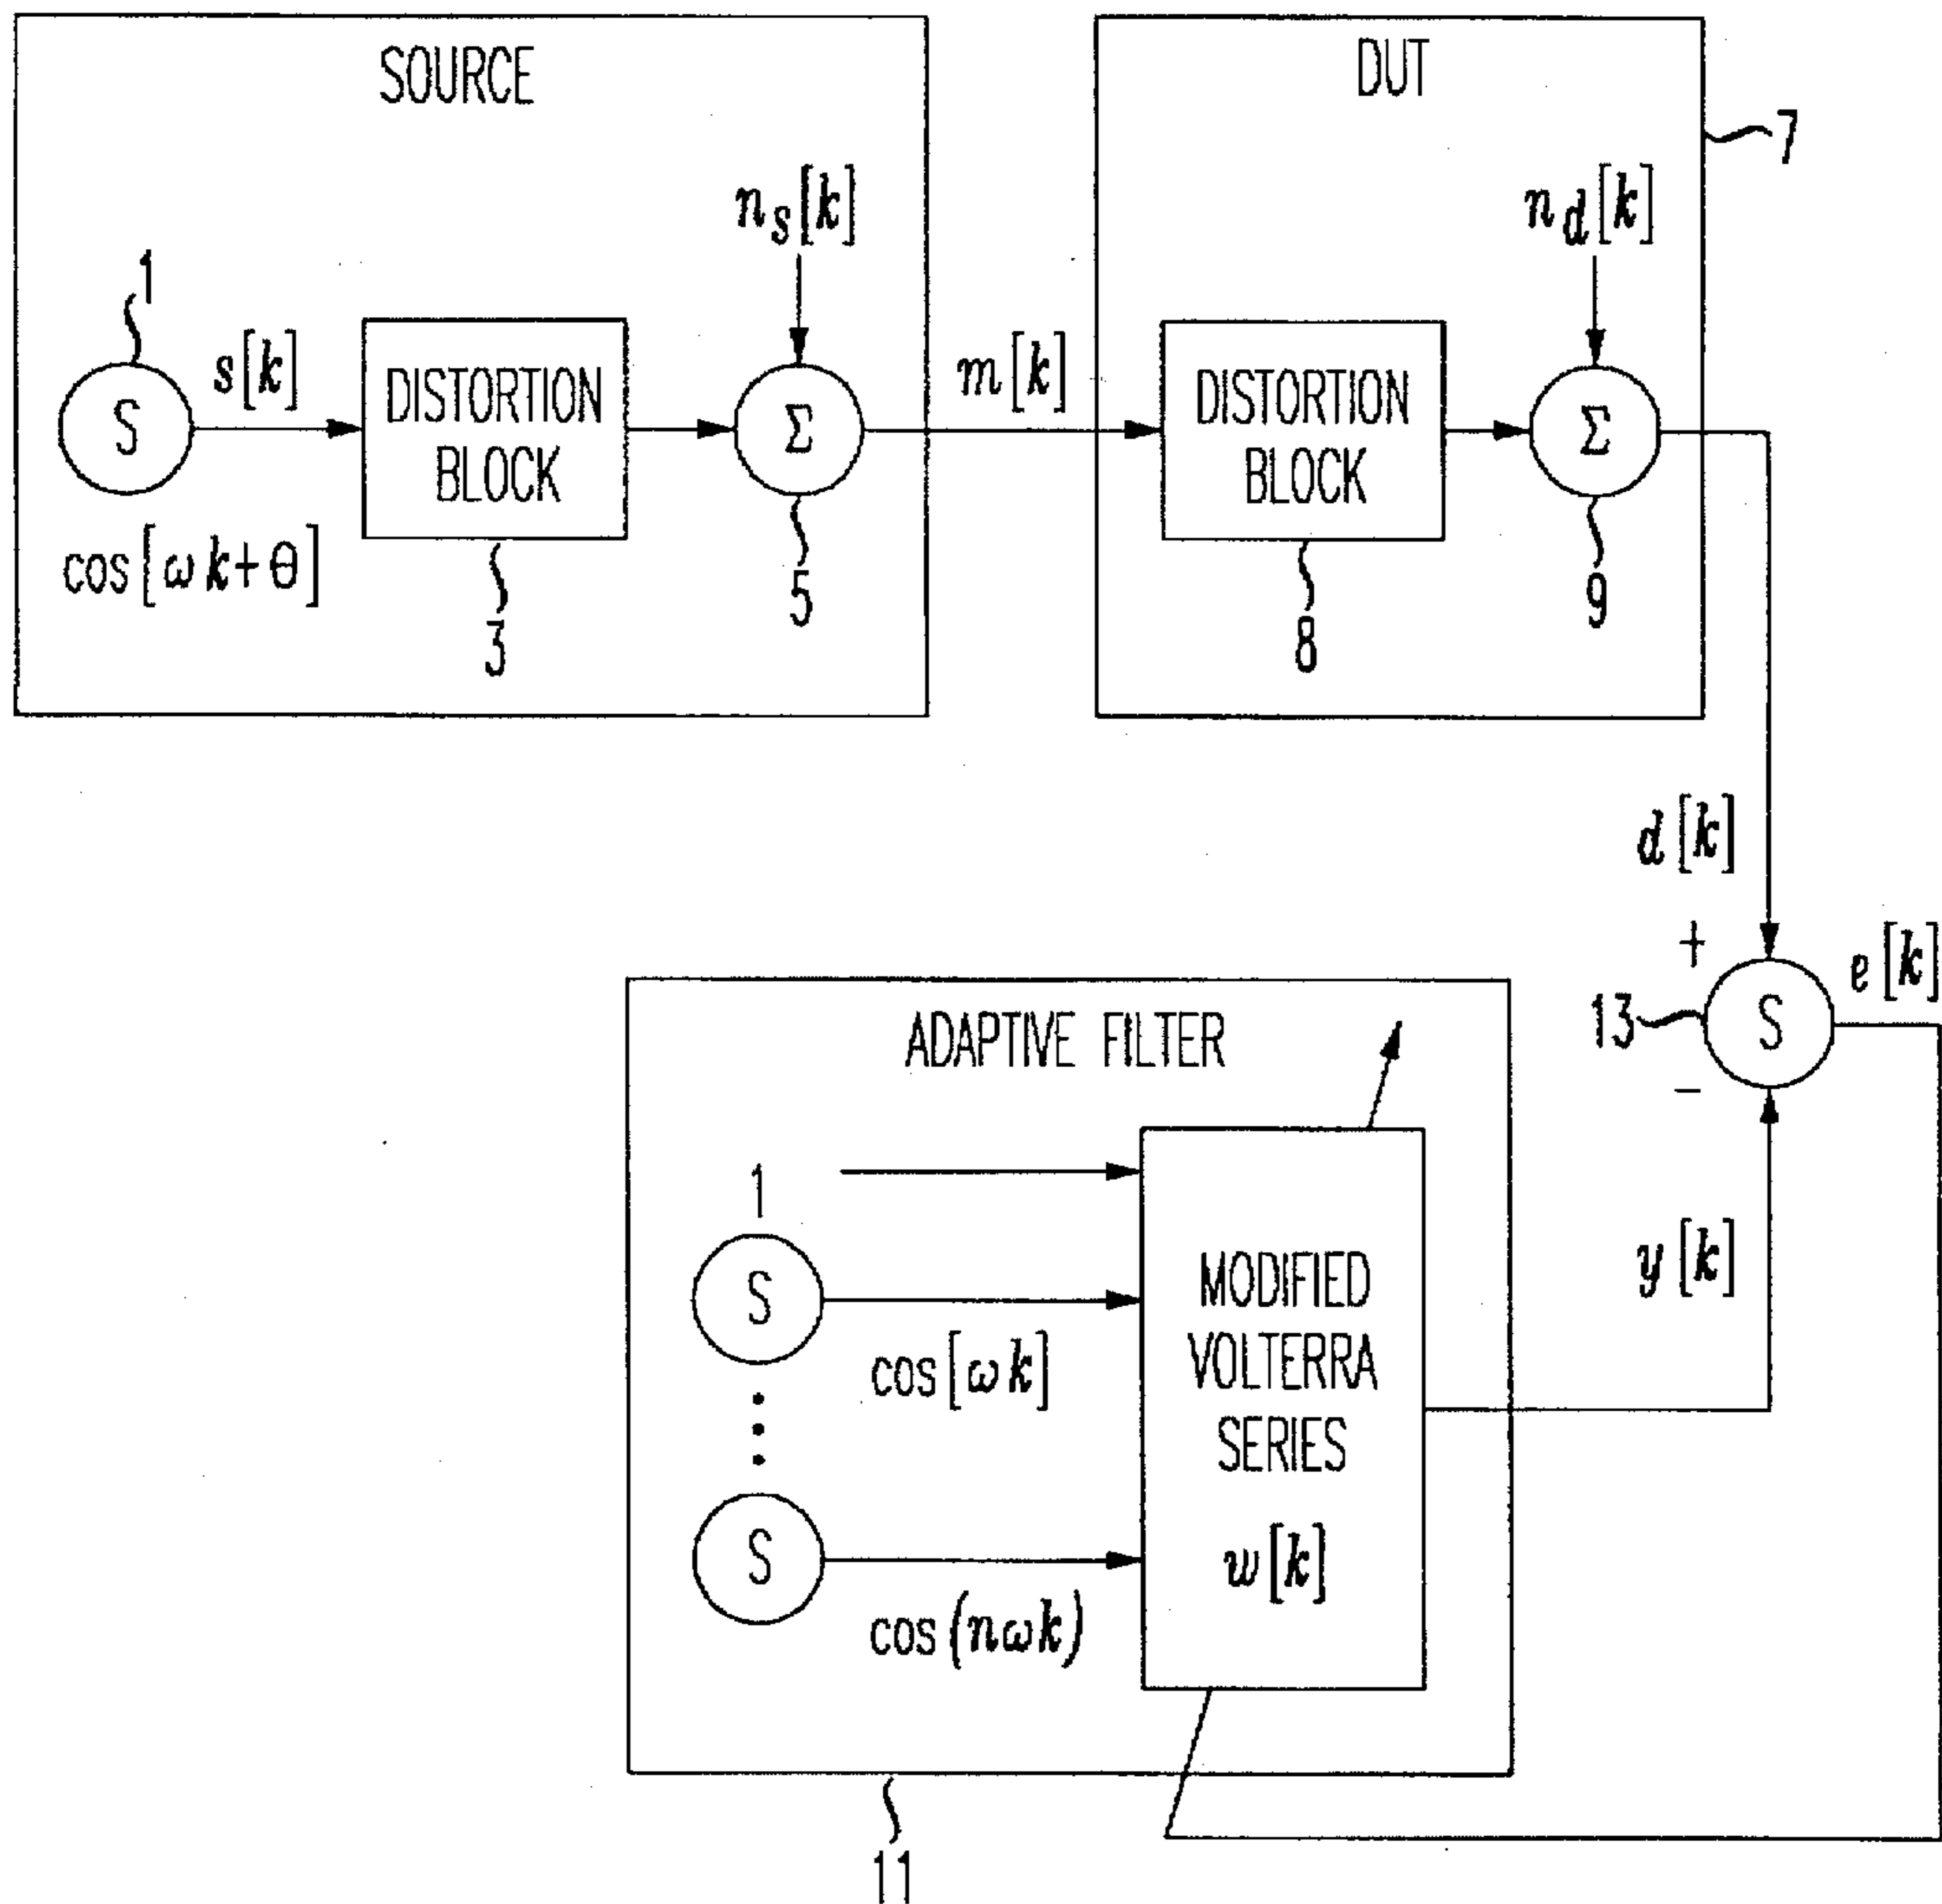 SOURCE
DUT
7
n_s[k]
n_d[k]
1
s[k]
S
DISTORTION
BLOCK
Σ
m[k]
DISTORTION
BLOCK
Σ
cos[ωk+θ]
3
5
8
9
d[k]
+
e[k]
13
S
−
ADAPTIVE FILTER
1
S
cos[ωk]
S
cos(nωk)
MODIFIED
VOLTERRA
SERIES
w[k]
y[k]
11